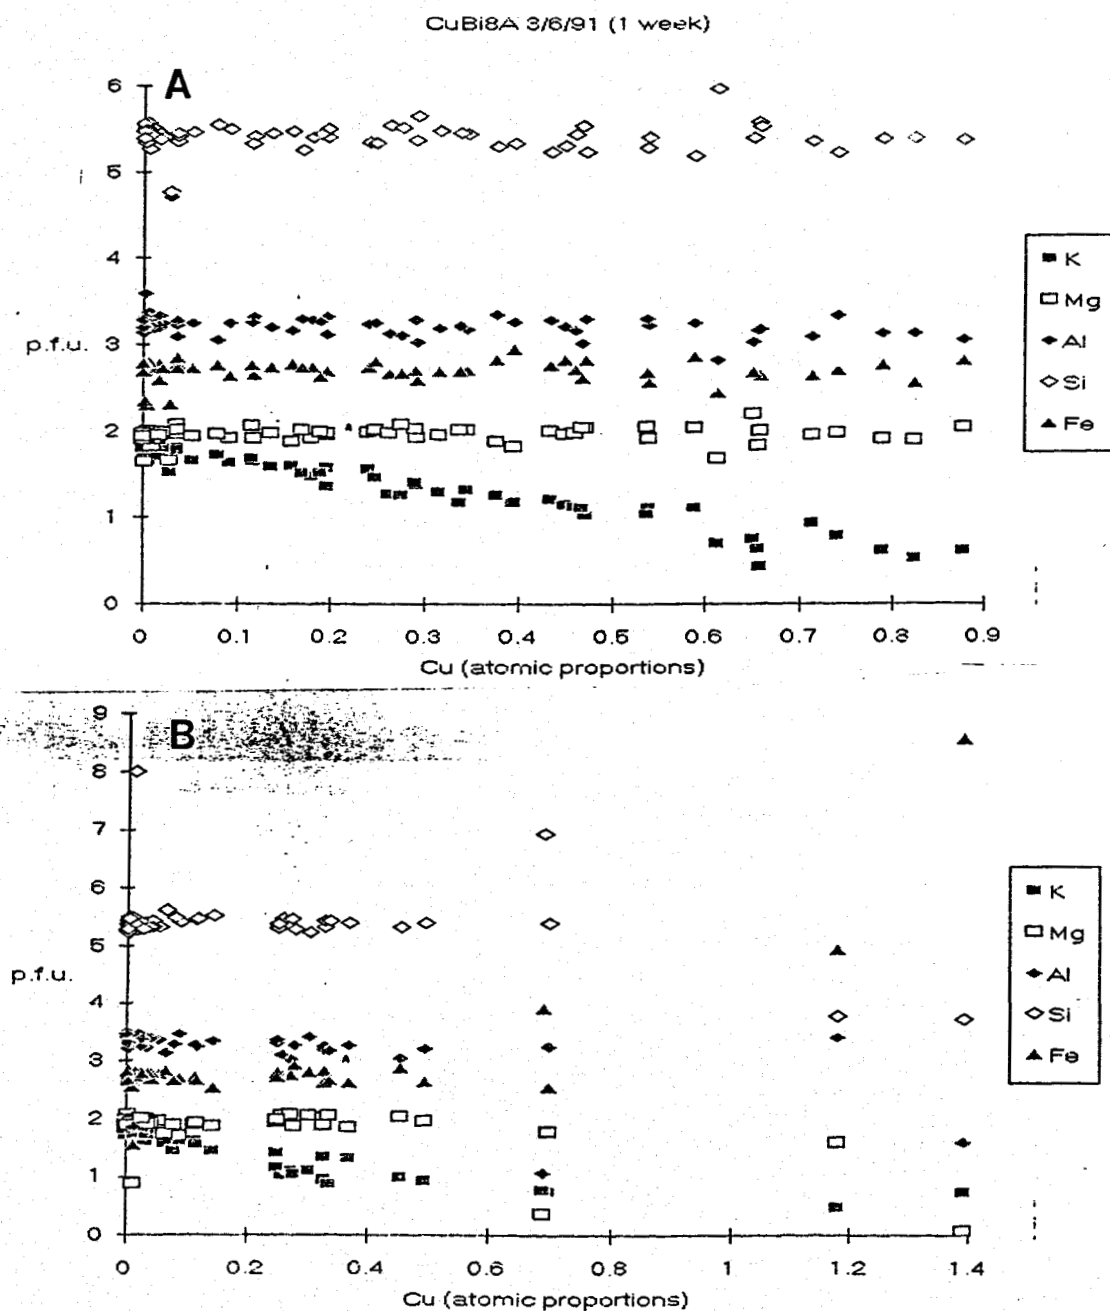 CuBi8A 3/6/91 (1 week)
A
6
5
4
3
2
1
0
p.f.u.
0 0.1 0.2 0.3 0.4 0.5 0.6 0.7 0.8 0.9
Cu (atomic proportions)
K
Mg
Al
Si
Fe
B
9
8
7
6
5
4
3
2
1
0
p.f.u.
0 0.2 0.4 0.6 0.8 1 1.2 1.4
Cu (atomic proportions)
K
Mg
Al
Si
Fe